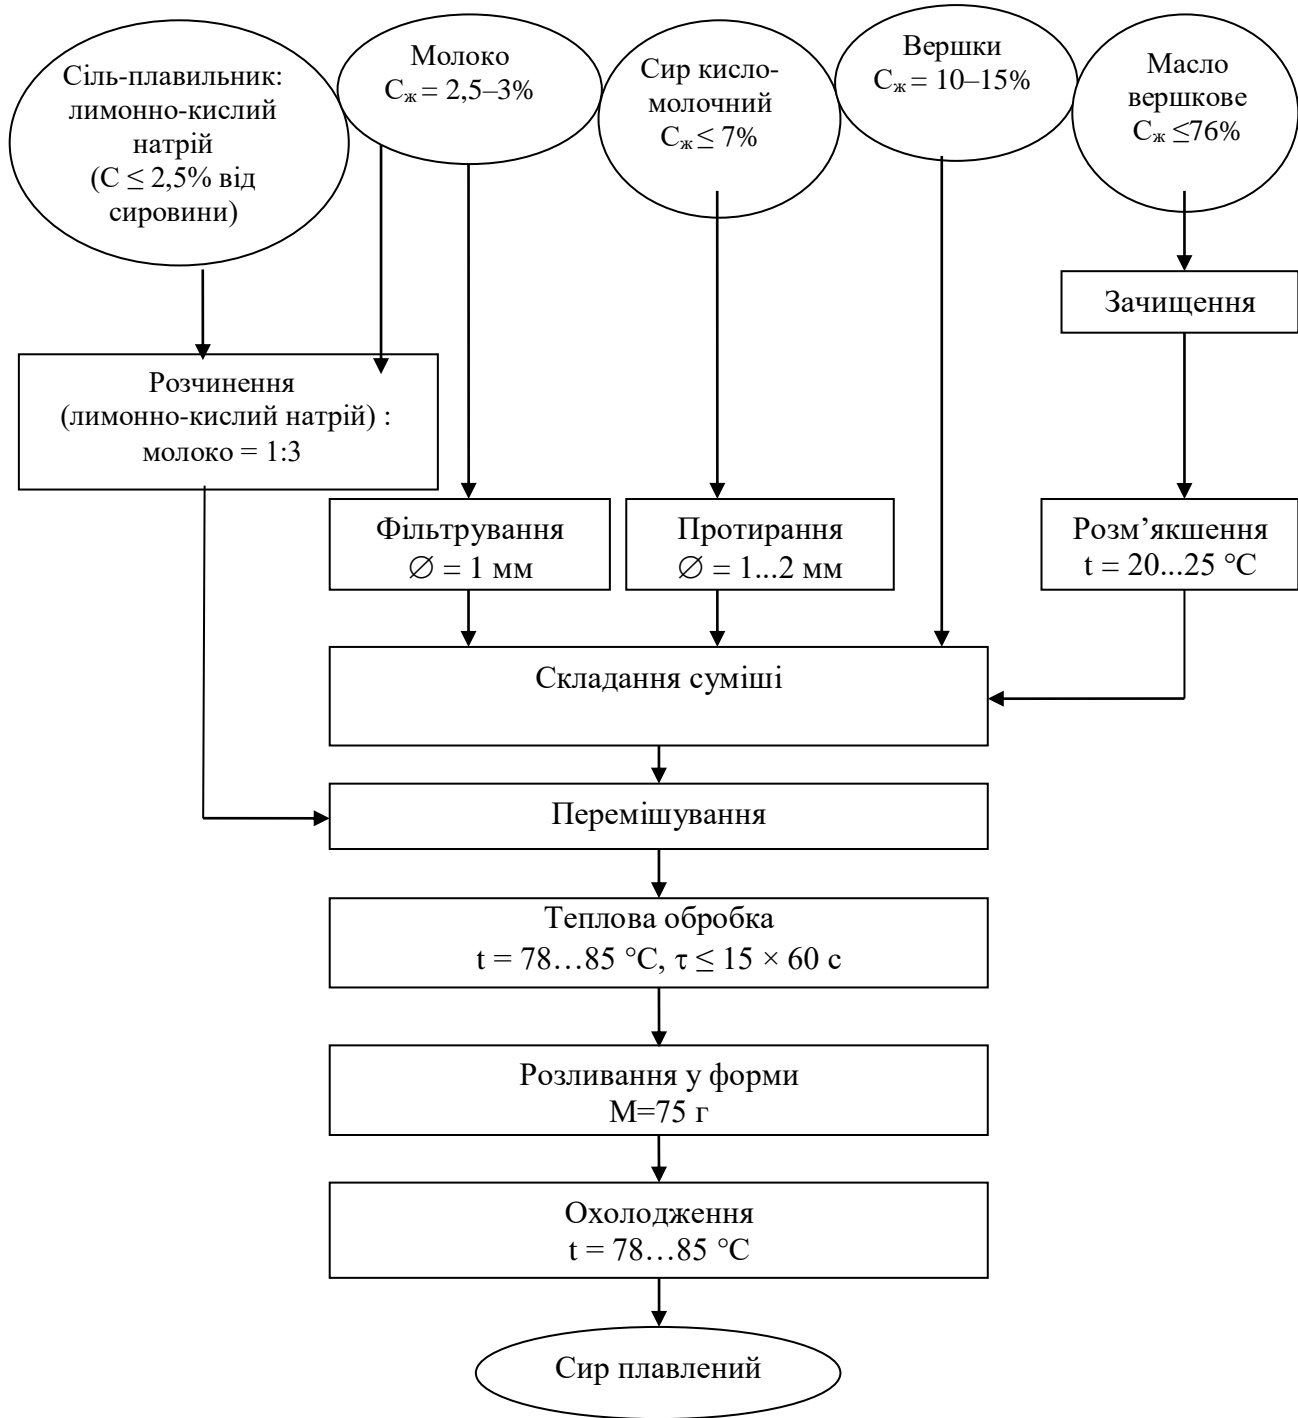 Сіль-плавильник:
лимонно-кислий
натрій
(С ≤ 2,5% від
сировини)
Молоко
Сж = 2,5–3%
Сир кисло-
молочний
Сж ≤ 7%
Вершки
Сж = 10–15%
Масло
вершкове
Сж ≤76%
Зачищення
Розчинення
(лимонно-кислий натрій) :
молоко = 1:3
Фільтрування
∅ = 1 мм
Протирання
∅ = 1...2 мм
Розм’якшення
t = 20...25 °С
Складання суміші
Перемішування
Теплова обробка
t = 78…85 °С, τ ≤ 15 × 60 с
Розливання у форми
М=75 г
Охолодження
t = 78…85 °С
Сир плавлений